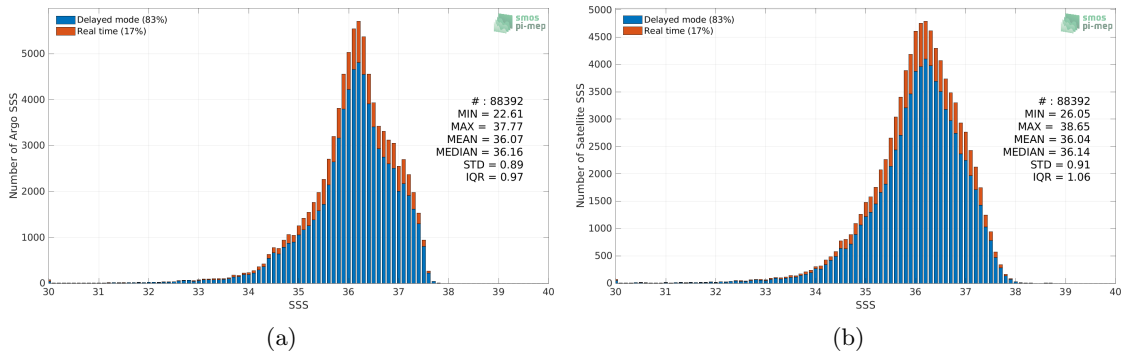 Delayed mode (83%)
Real time (17%)
smos
pi-mep
# : 88392
MIN = 22.61
MAX = 37.77
MEAN = 36.07
MEDIAN = 36.16
STD = 0.89
IQR = 0.97
Number of Argo SSS
5000
4000
3000
2000
1000
0
30 31 32 33 34 35 36 37 38 39 40
SSS
(a)
Delayed mode (83%)
Real time (17%)
smos
pi-mep
# : 88392
MIN = 26.05
MAX = 38.65
MEAN = 36.04
MEDIAN = 36.14
STD = 0.91
IQR = 1.06
Number of Satellite SSS
5000
4500
4000
3500
3000
2500
2000
1500
1000
500
0
30 31 32 33 34 35 36 37 38 39 40
SSS
(b)